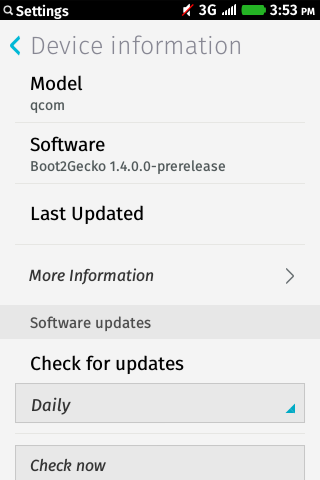 Settings 3G 3:53 PM
Device information
Model
qcom
Software
Boot2Gecko 1.4.0.0-prerelease
Last Updated
More Information
Software updates
Check for updates
Daily
Check now